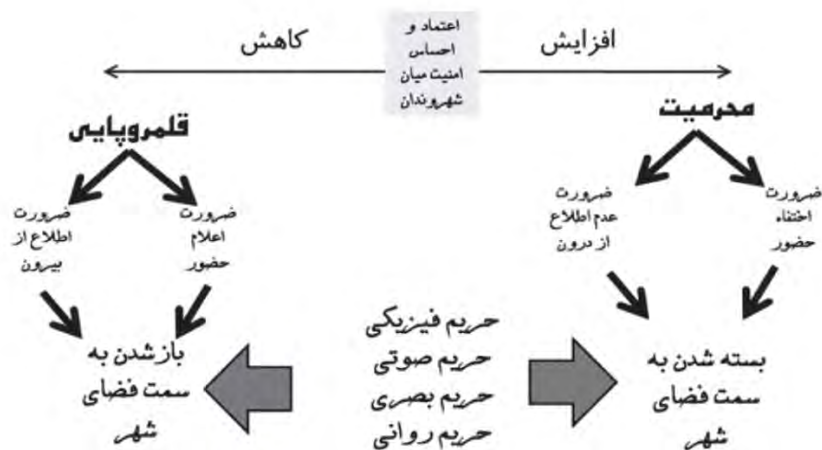 افزایش
اعتماد و
احساس
امنیت میان
شهروندان
کاهش
محرمیت
قلمروپایی
ضرورت
اختفاء
حضور
ضرورت
عدم اطلاع
از درون
ضرورت
اعلام
حضور
ضرورت
اطلاع از
بیرون
بسته شدن به
سمت فضای
شهر
حریم فیزیکی
حریم صوتی
حریم بصری
حریم روانی
باز شدن به
سمت فضای
شهر